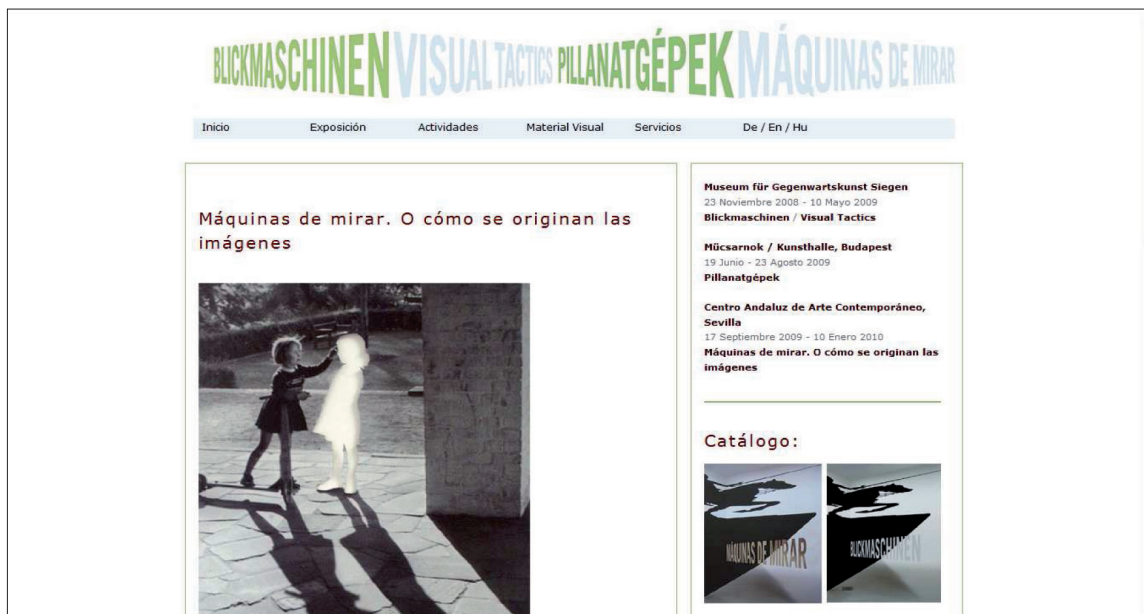 BLICKMASCHINEN VISUAL TACTICS PILLANATGÉPEK MÁQUINAS DE MIRAR
Inicio Exposición Actividades Material Visual Servicios De / En / Hu
Máquinas de mirar. O cómo se originan las
imágenes
Museum für Gegenwartskunst Siegen
23 Noviembre 2008 - 10 Mayo 2009
Blickmaschinen / Visual Tactics
Mücsarnok / Kunsthalle, Budapest
19 Junio - 23 Agosto 2009
Pillanatgépek
Centro Andaluz de Arte Contemporáneo,
Sevilla
17 Septiembre 2009 - 10 Enero 2010
Máquinas de mirar. O cómo se originan las
imágenes
Catálogo:
MÁQUINAS DE MIRAR
BLICKMASCHINEN